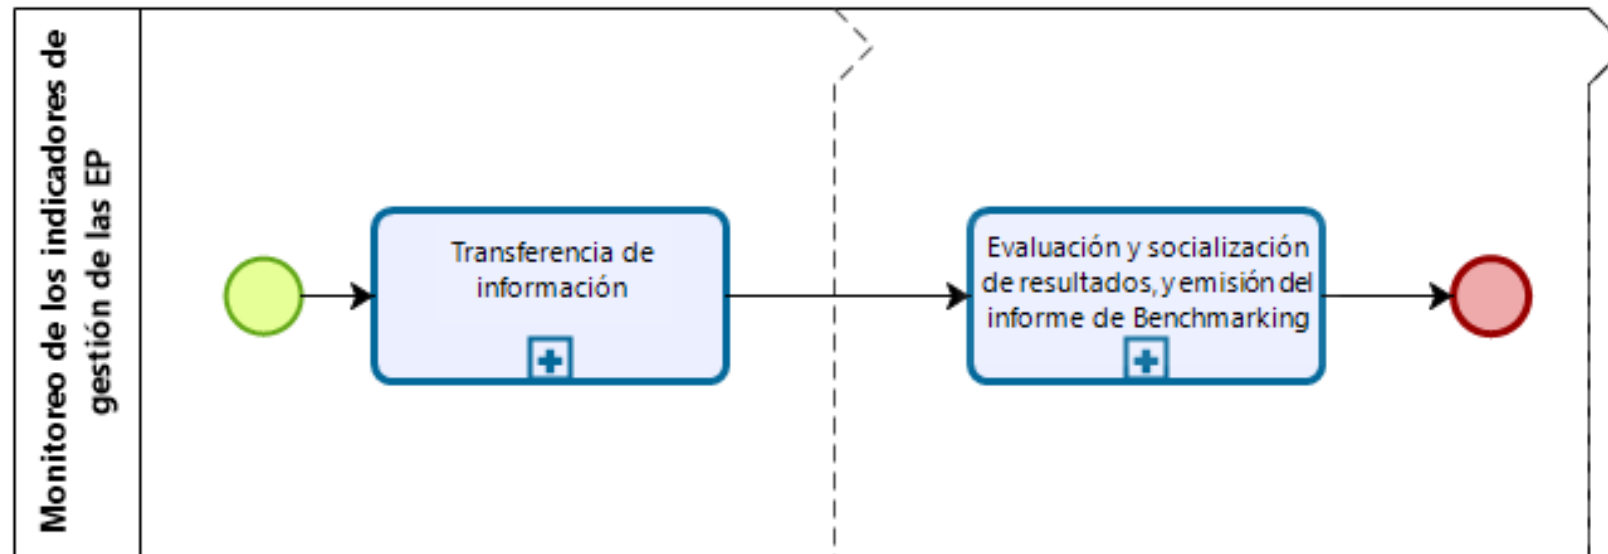 Monitoreo de los indicadores de
gestión de las EP
Transferencia de
información
Evaluación y socialización
de resultados, y emisión del
informe de Benchmarking